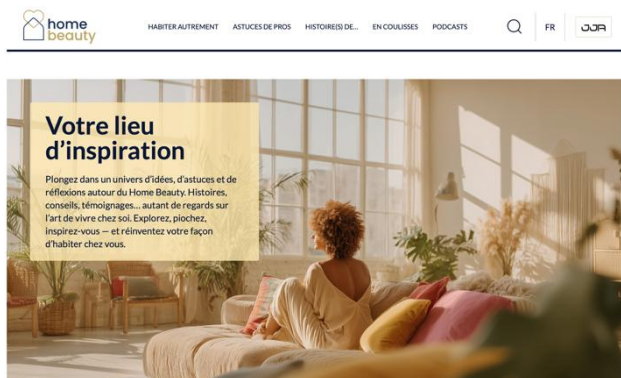 home
beauty
HABITER AUTREMENT ASTUCES DE PROS HISTOIRE(S) DE... EN COULISSES PODCASTS
FR
JJA
Votre lieu
d'inspiration
Plongez dans un univers d'idées, d'astuces et de
réflexions autour du Home Beauty. Histoires,
conseils, témoignages... autant de regards sur
l'art de vivre chez soi. Explorez, piochez,
inspirez-vous — et réinventez votre façon
d'habiter chez vous.